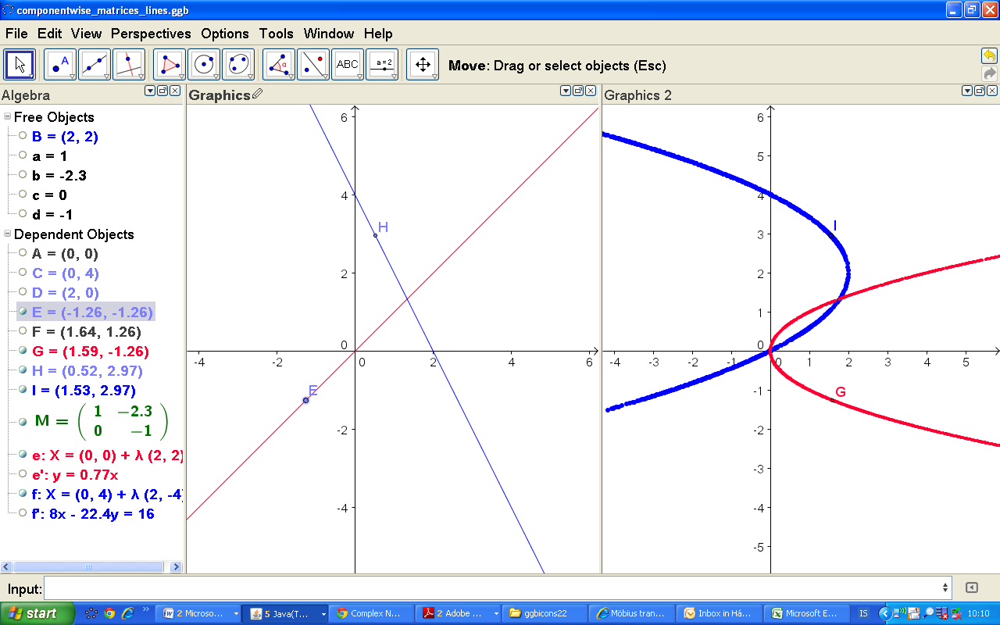 componentwise_matrices_lines.ggb
File Edit View Perspectives Options Tools Window Help
A α ABC a = 2 Move: Drag or select objects (Esc)
Algebra
Free Objects
B = (2, 2)
a = 1
b = -2.3
c = 0
d = -1
Dependent Objects
A = (0, 0)
C = (0, 4)
D = (2, 0)
E = (-1.26, -1.26)
F = (1.64, 1.26)
G = (1.59, -1.26)
H = (0.52, 2.97)
I = (1.53, 2.97)
M = ( 1 −2.3
0 −1 )
e: X = (0, 0) + λ (2, 2)
e': y = 0.77x
f: X = (0, 4) + λ (2, -4)
f': 8x - 22.4y = 16
Graphics
6
4
2
0
-2
-4
-4 -2 0 2 4 6
H
E
Graphics 2
6
5
4
3
2
1
0
-1
-2
-3
-4
-5
-4 -3 -2 -1 0 1 2 3 4 5
I
G
Input:
start » 2 Microso... 5 Java(T... Complex N... 2 Adobe ... ggbicons22 Möbius tran... Inbox in Há... Microsoft E... IS 10:10